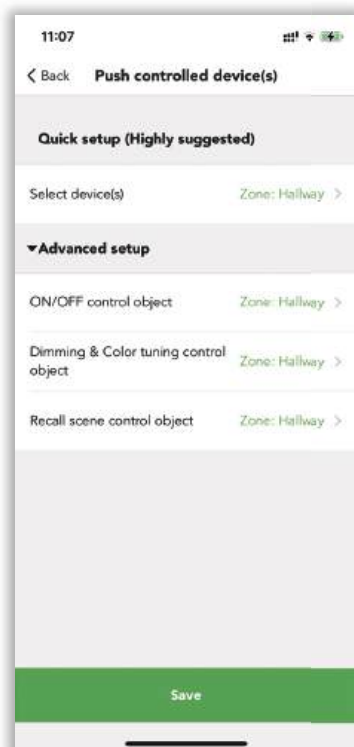 11:07
Back Push controlled device(s)
Quick setup (Highly suggested)
Select device(s) Zone: Hallway
Advanced setup
ON/OFF control object Zone: Hallway
Dimming & Color tuning control
object Zone: Hallway
Recall scene control object Zone: Hallway
Save